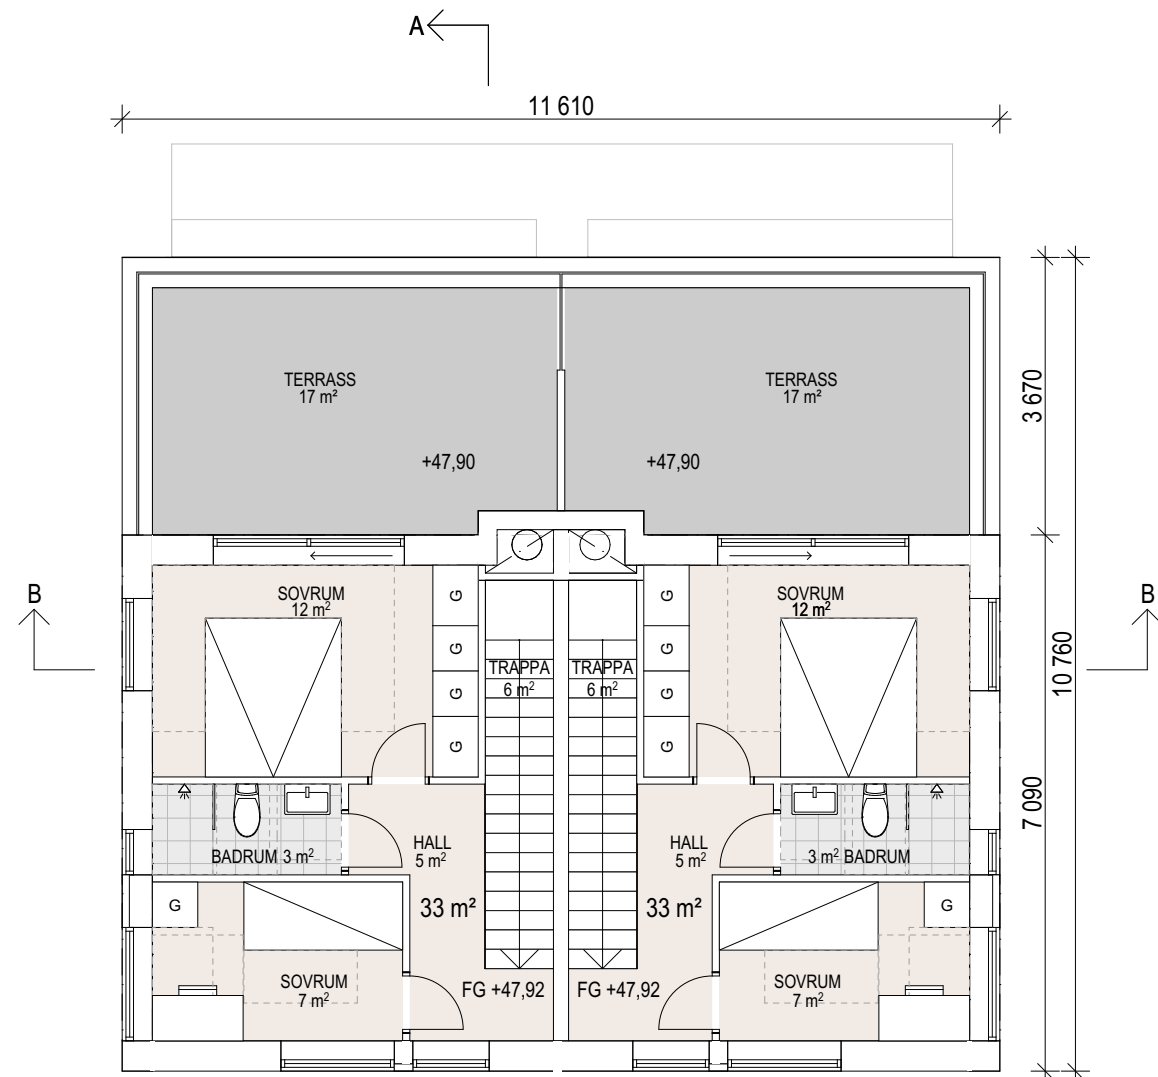 A
11 610
TERRASS
17 m²
TERRASS
17 m²
3 670
+47,90
+47,90
B
B
SOVRUM
12 m²
G
G
SOVRUM
12 m²
G
G
TRAPPA
6 m²
TRAPPA
6 m²
10 760
G
G
G
G
7 090
HALL
5 m²
HALL
5 m²
BADRUM 3 m²
3 m² BADRUM
G
33 m²
33 m²
G
SOVRUM
7 m²
FG +47,92
FG +47,92
SOVRUM
7 m²